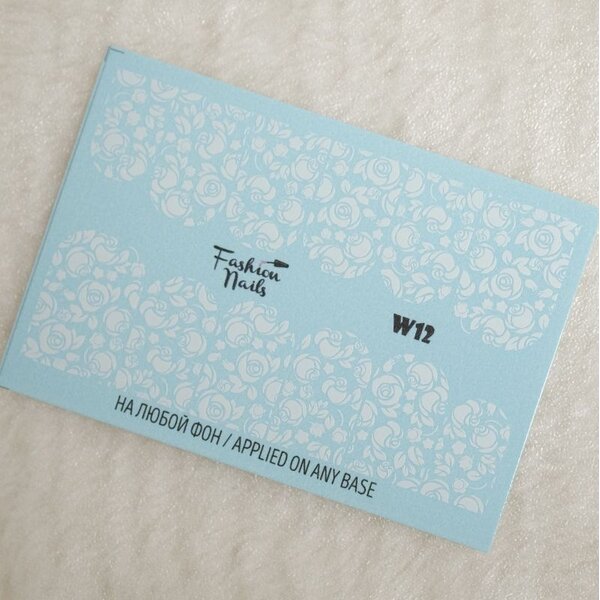 Fashion
Nails
W12
НА ЛЮБОЙ ФОН / APPLIED ON ANY BASE